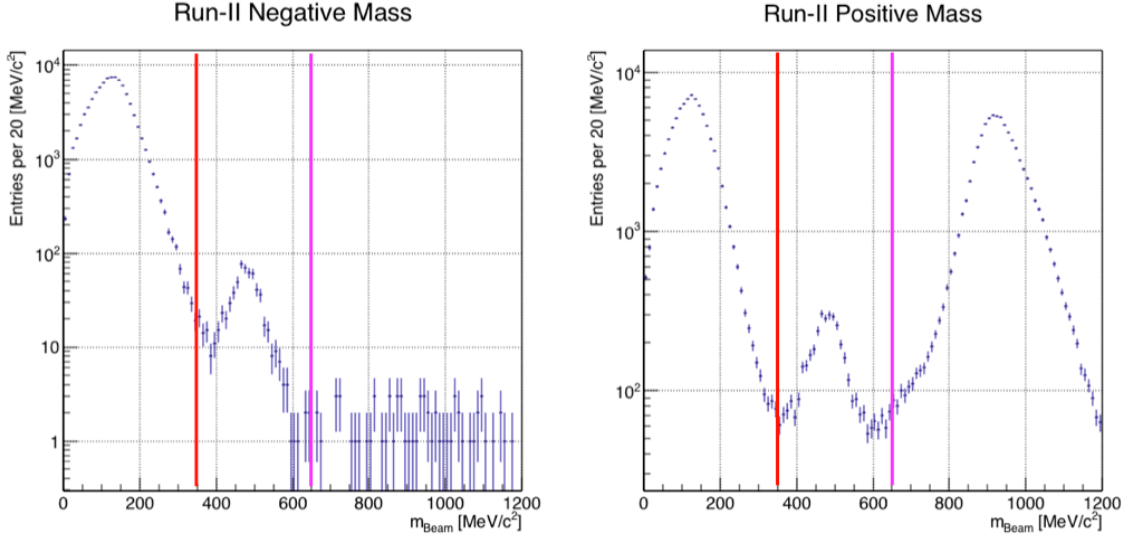 Run-II Negative Mass
Entries per 20 [MeV/c²]
10⁴
10³
10²
10
1
0 200 400 600 800 1000 1200
m_Beam [MeV/c²]
Run-II Positive Mass
Entries per 20 [MeV/c²]
10⁴
10³
10²
0 200 400 600 800 1000 1200
m_Beam [MeV/c²]